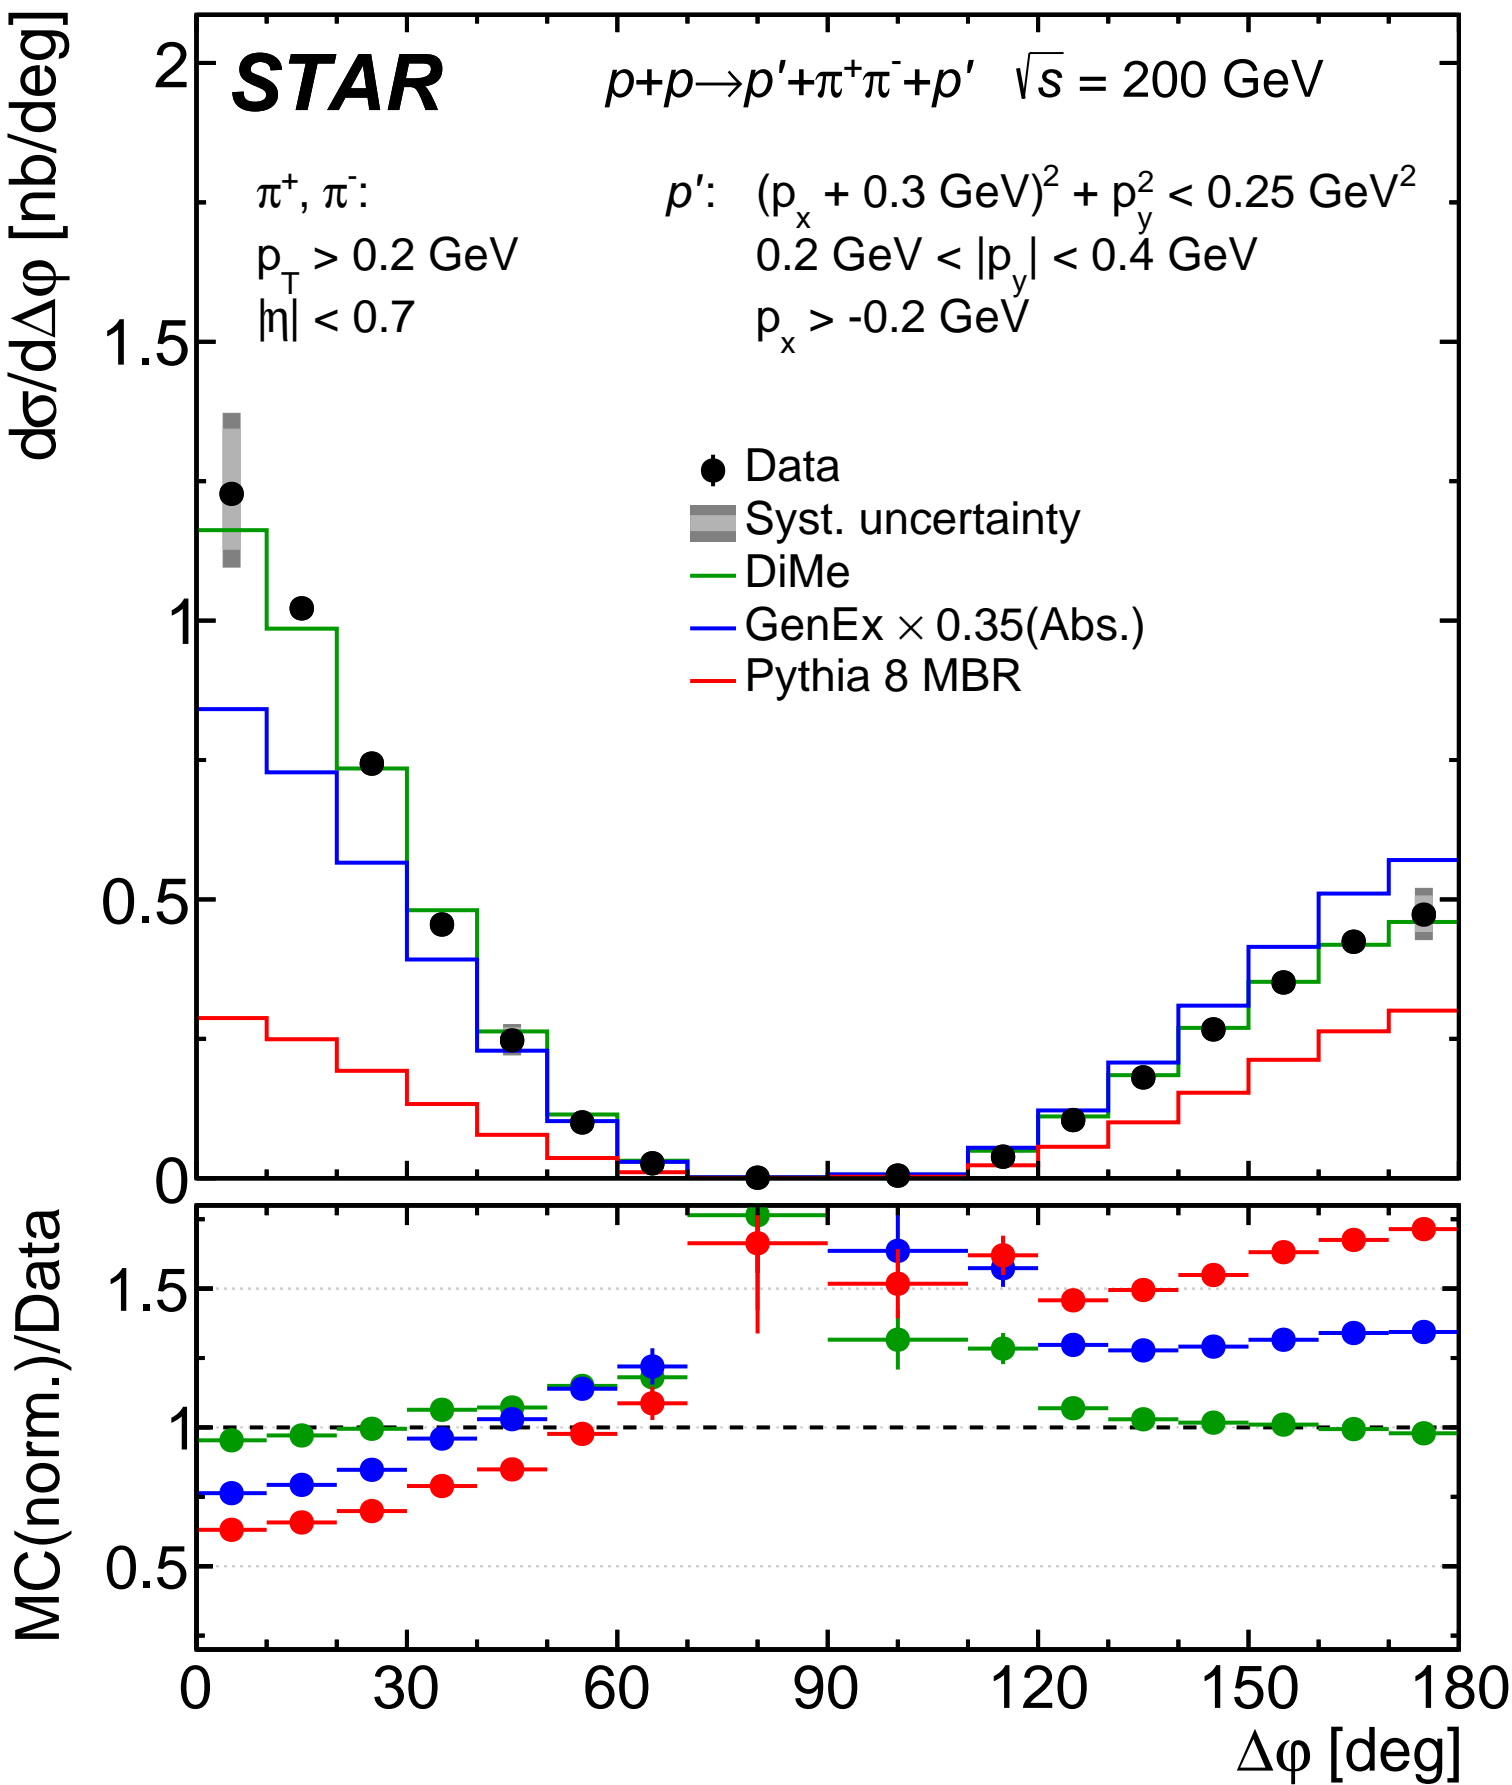 dσ/dΔφ [nb/deg]
2
1.5
1
0.5
0
STAR
p+p→p′+π⁺π⁻+p′ √s = 200 GeV
π⁺, π⁻:
p_T > 0.2 GeV
|η| < 0.7
p′: (p_x + 0.3 GeV)² + p_y² < 0.25 GeV²
0.2 GeV < |p_y| < 0.4 GeV
p_x > -0.2 GeV
Data
Syst. uncertainty
DiMe
GenEx × 0.35(Abs.)
Pythia 8 MBR
MC(norm.)/Data
1.5
1
0.5
0 30 60 90 120 150 180
Δφ [deg]